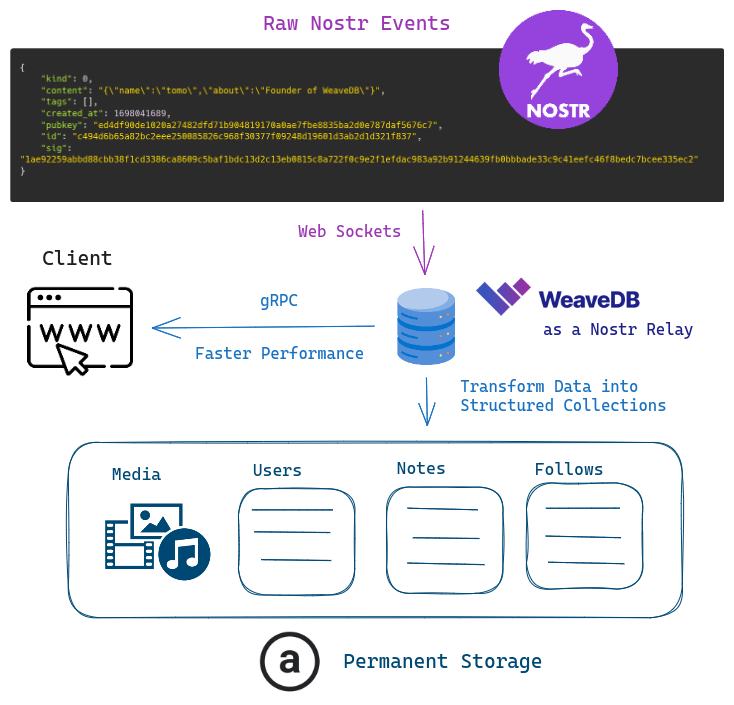 Raw Nostr Events
{
"kind": 0,
"content": "{\"name\":\"tomo\",\"about\":\"Founder of WeaveDB\"}",
"tags": [],
"created_at": 1698041689,
"pubkey": "ed4df90de1020a27482dfd71b904819170a0ae7fbe8835ba2d0e787daf5676c7",
"id": "c494d6b65a82bc2eee250085826c968f30377f09248d19601d3ab2d1d321f837",
"sig":
"1ae92259abbd88cbb38f1cd3386ca8609c5baf1bdc13d2c13eb0815c8a722f0c9e2f1efdac983a92b91244639fb0bbbade33c9c41eefc46f8bedc7bcee335ec2"
}
NOSTR
Web Sockets
Client
WWW
gRPC
Faster Performance
WeaveDB
as a Nostr Relay
Transform Data into
Structured Collections
Media
Users
Notes
Follows
a
Permanent Storage